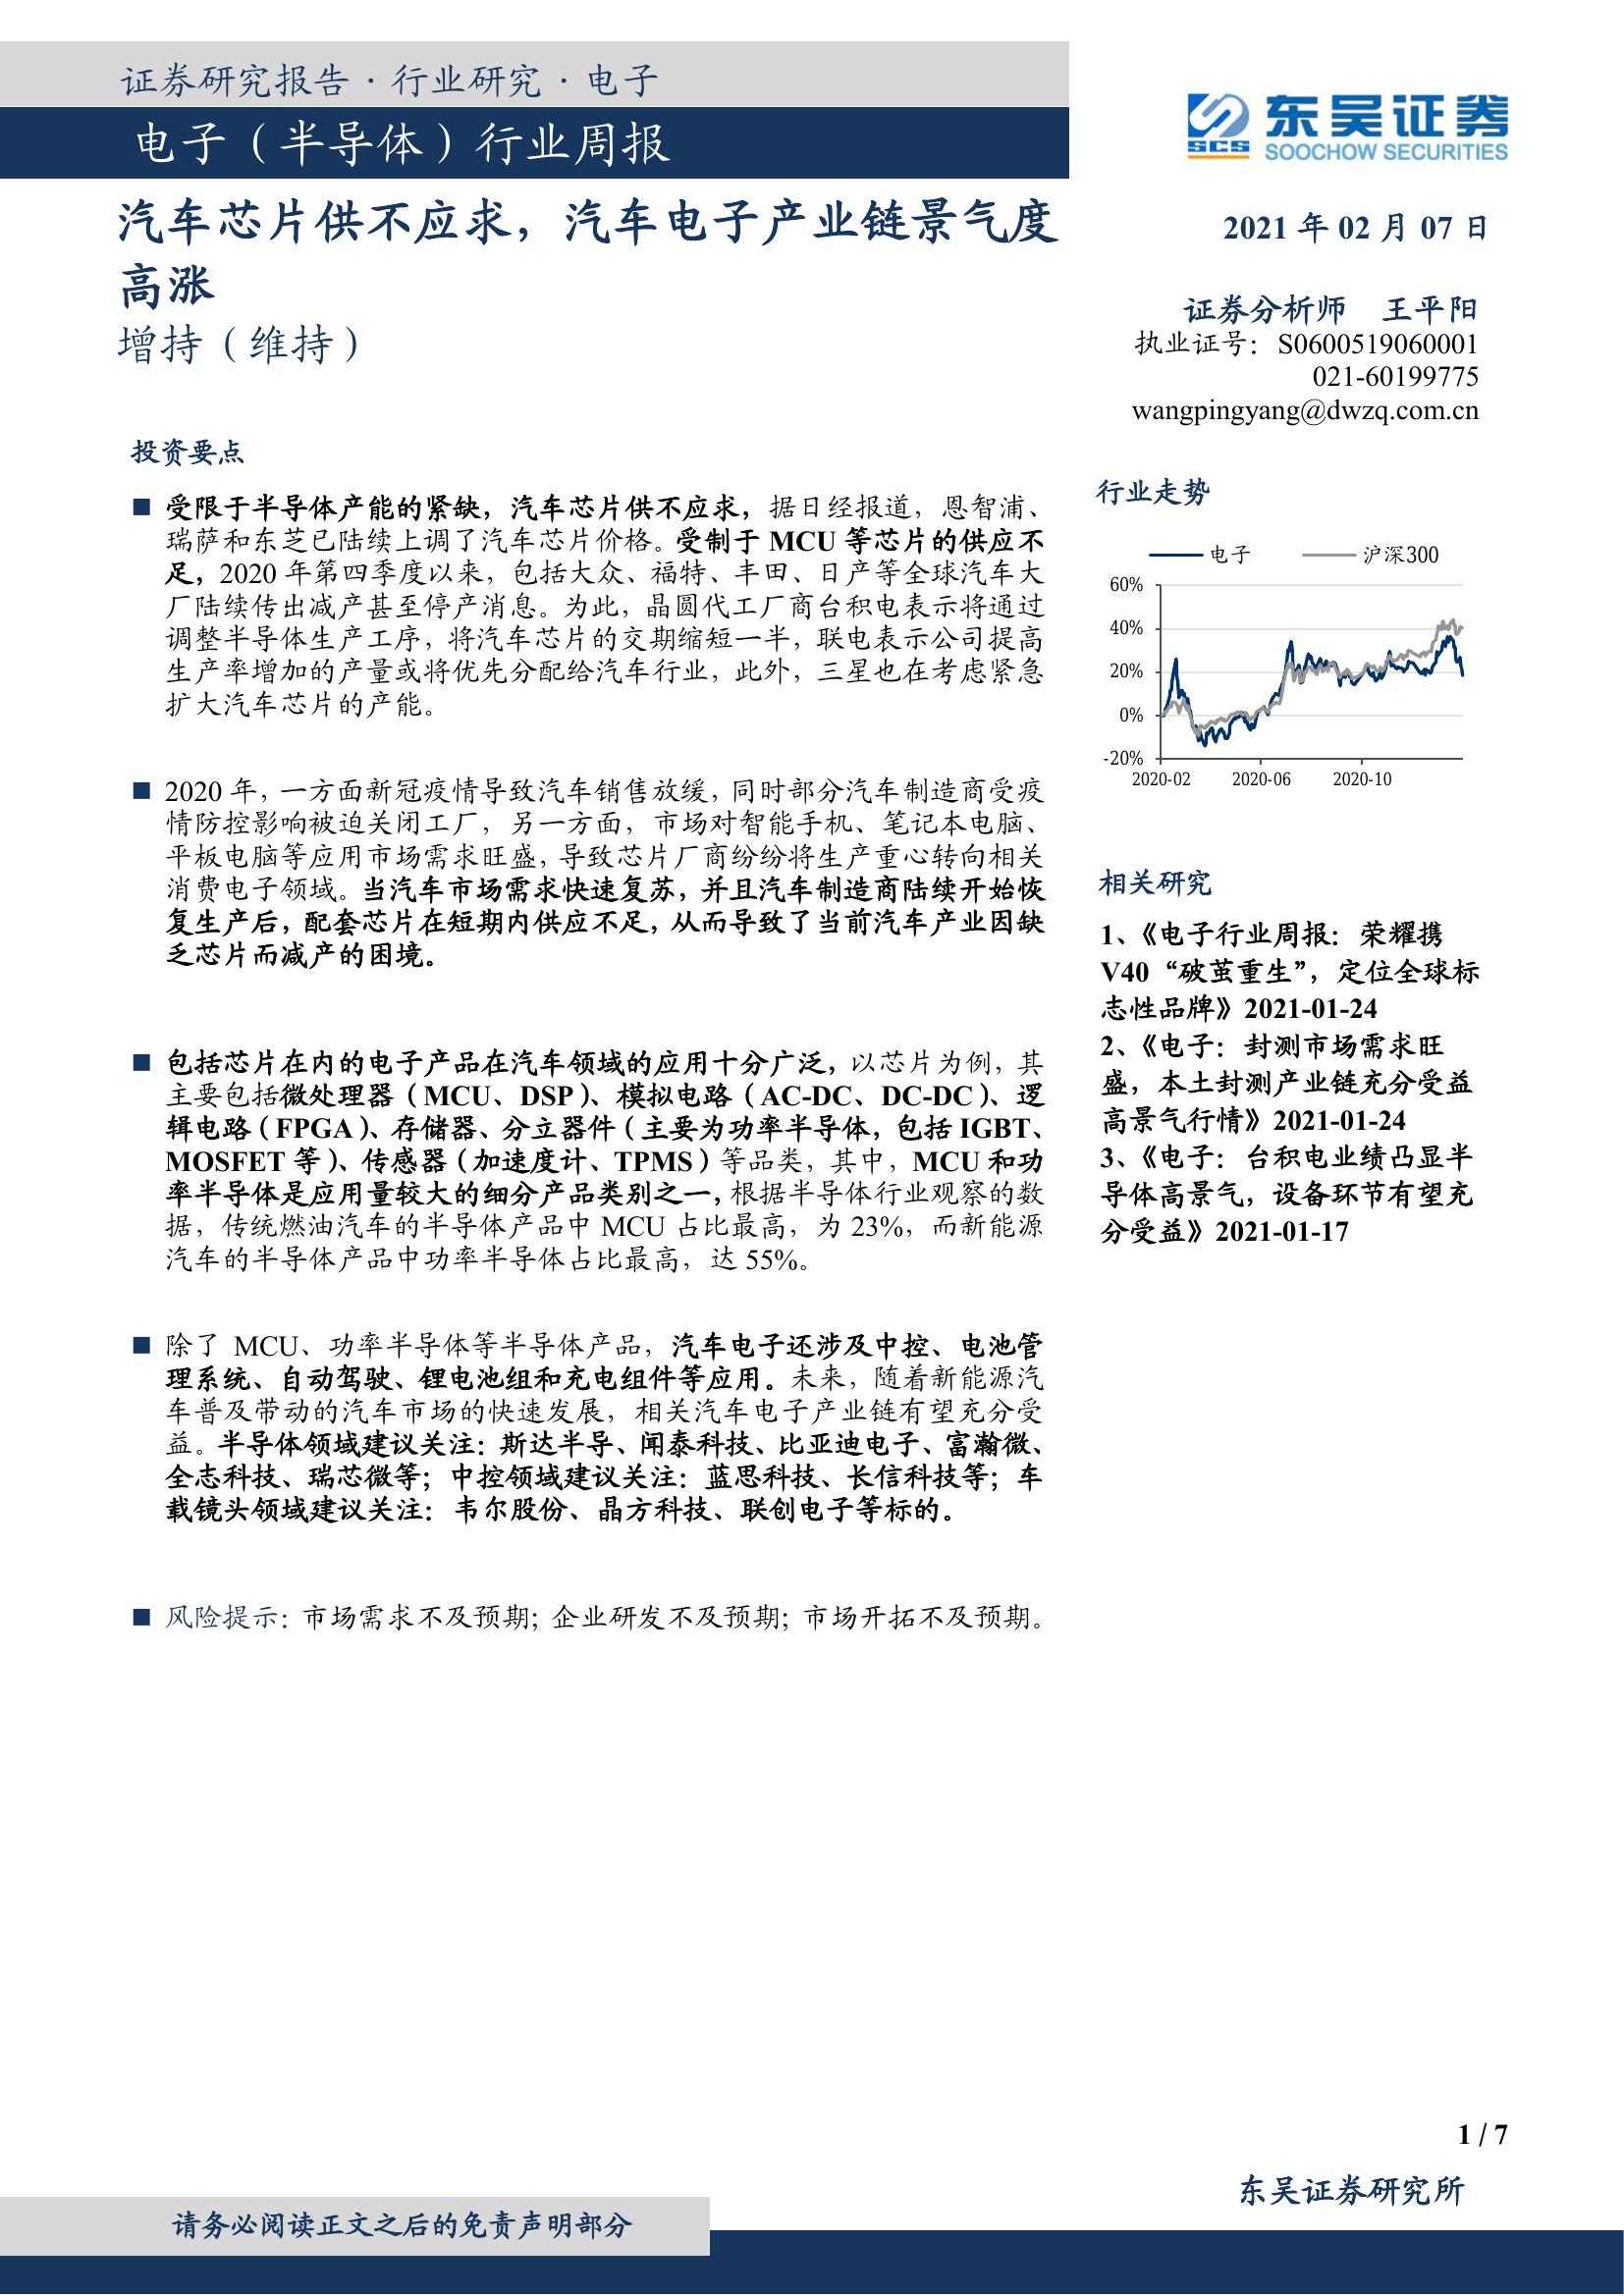 证券研究报告·行业研究·电子
电子（半导体）行业周报
SCS
东吴证券
SOOCHOW SECURITIES
汽车芯片供不应求，汽车电子产业链景气度
高涨
增持（维持）
2021 年 02 月 07 日
证券分析师 王平阳
执业证号：S0600519060001
021-60199775
wangpingyang@dwzq.com.cn
投资要点
■ 受限于半导体产能的紧缺，汽车芯片供不应求，据日经报道，恩智浦、
瑞萨和东芝已陆续上调了汽车芯片价格。受制于 MCU 等芯片的供应不
足，2020 年第四季度以来，包括大众、福特、丰田、日产等全球汽车大
厂陆续传出减产甚至停产消息。为此，晶圆代工厂商台积电表示将通过
调整半导体生产工序，将汽车芯片的交期缩短一半，联电表示公司提高
生产率增加的产量或将优先分配给汽车行业，此外，三星也在考虑紧急
扩大汽车芯片的产能。
■ 2020 年，一方面新冠疫情导致汽车销售放缓，同时部分汽车制造商受疫
情防控影响被迫关闭工厂，另一方面，市场对智能手机、笔记本电脑、
平板电脑等应用市场需求旺盛，导致芯片厂商纷纷将生产重心转向相关
消费电子领域。当汽车市场需求快速复苏，并且汽车制造商陆续开始恢
复生产后，配套芯片在短期内供应不足，从而导致了当前汽车产业因缺
乏芯片而减产的困境。
■ 包括芯片在内的电子产品在汽车领域的应用十分广泛，以芯片为例，其
主要包括微处理器（MCU、DSP）、模拟电路（AC-DC、DC-DC）、逻
辑电路（FPGA）、存储器、分立器件（主要为功率半导体，包括 IGBT、
MOSFET 等）、传感器（加速度计、TPMS）等品类，其中，MCU 和功
率半导体是应用量较大的细分产品类别之一，根据半导体行业观察的数
据，传统燃油汽车的半导体产品中 MCU 占比最高，为 23%，而新能源
汽车的半导体产品中功率半导体占比最高，达 55%。
■ 除了 MCU、功率半导体等半导体产品，汽车电子还涉及中控、电池管
理系统、自动驾驶、锂电池组和充电组件等应用。未来，随着新能源汽
车普及带动的汽车市场的快速发展，相关汽车电子产业链有望充分受
益。半导体领域建议关注：斯达半导、闻泰科技、比亚迪电子、富瀚微、
全志科技、瑞芯微等；中控领域建议关注：蓝思科技、长信科技等；车
载镜头领域建议关注：韦尔股份、晶方科技、联创电子等标的。
■ 风险提示：市场需求不及预期；企业研发不及预期；市场开拓不及预期。
行业走势
电子 沪深300
60%
40%
20%
0%
-20%
2020-02 2020-06 2020-10
相关研究
1、《电子行业周报：荣耀携
V40“破茧重生”，定位全球标
志性品牌》2021-01-24
2、《电子：封测市场需求旺
盛，本土封测产业链充分受益
高景气行情》2021-01-24
3、《电子：台积电业绩凸显半
导体高景气，设备环节有望充
分受益》2021-01-17
1 / 7
东吴证券研究所
请务必阅读正文之后的免责声明部分